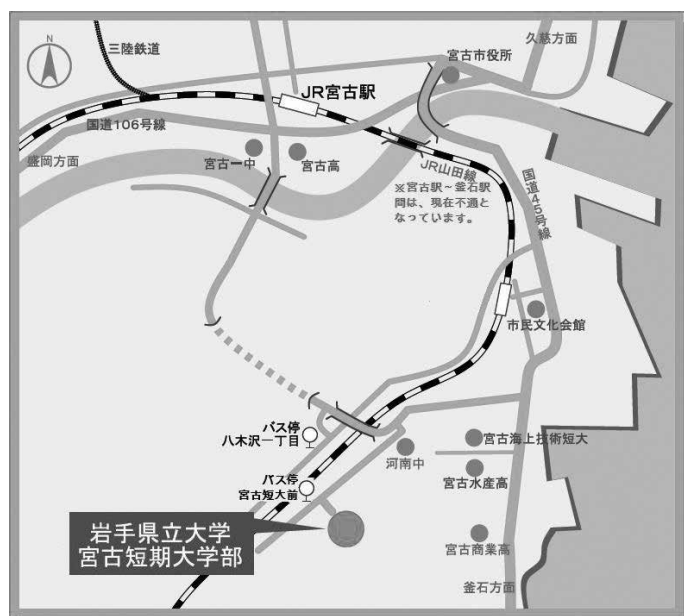 久慈方面
三陸鉄道
宮古市役所
JR宮古駅
国道106号線
盛岡方面
宮古一中
宮古高
JR山田線
※宮古駅～釜石駅
間は、現在不通と
なっています。
国道45号線
市民文化会館
バス停
八木沢一丁目
宮古海上技術短大
河南中
バス停
宮古短大前
宮古水産高
岩手県立大学
宮古短期大学部
宮古商業高
釜石方面